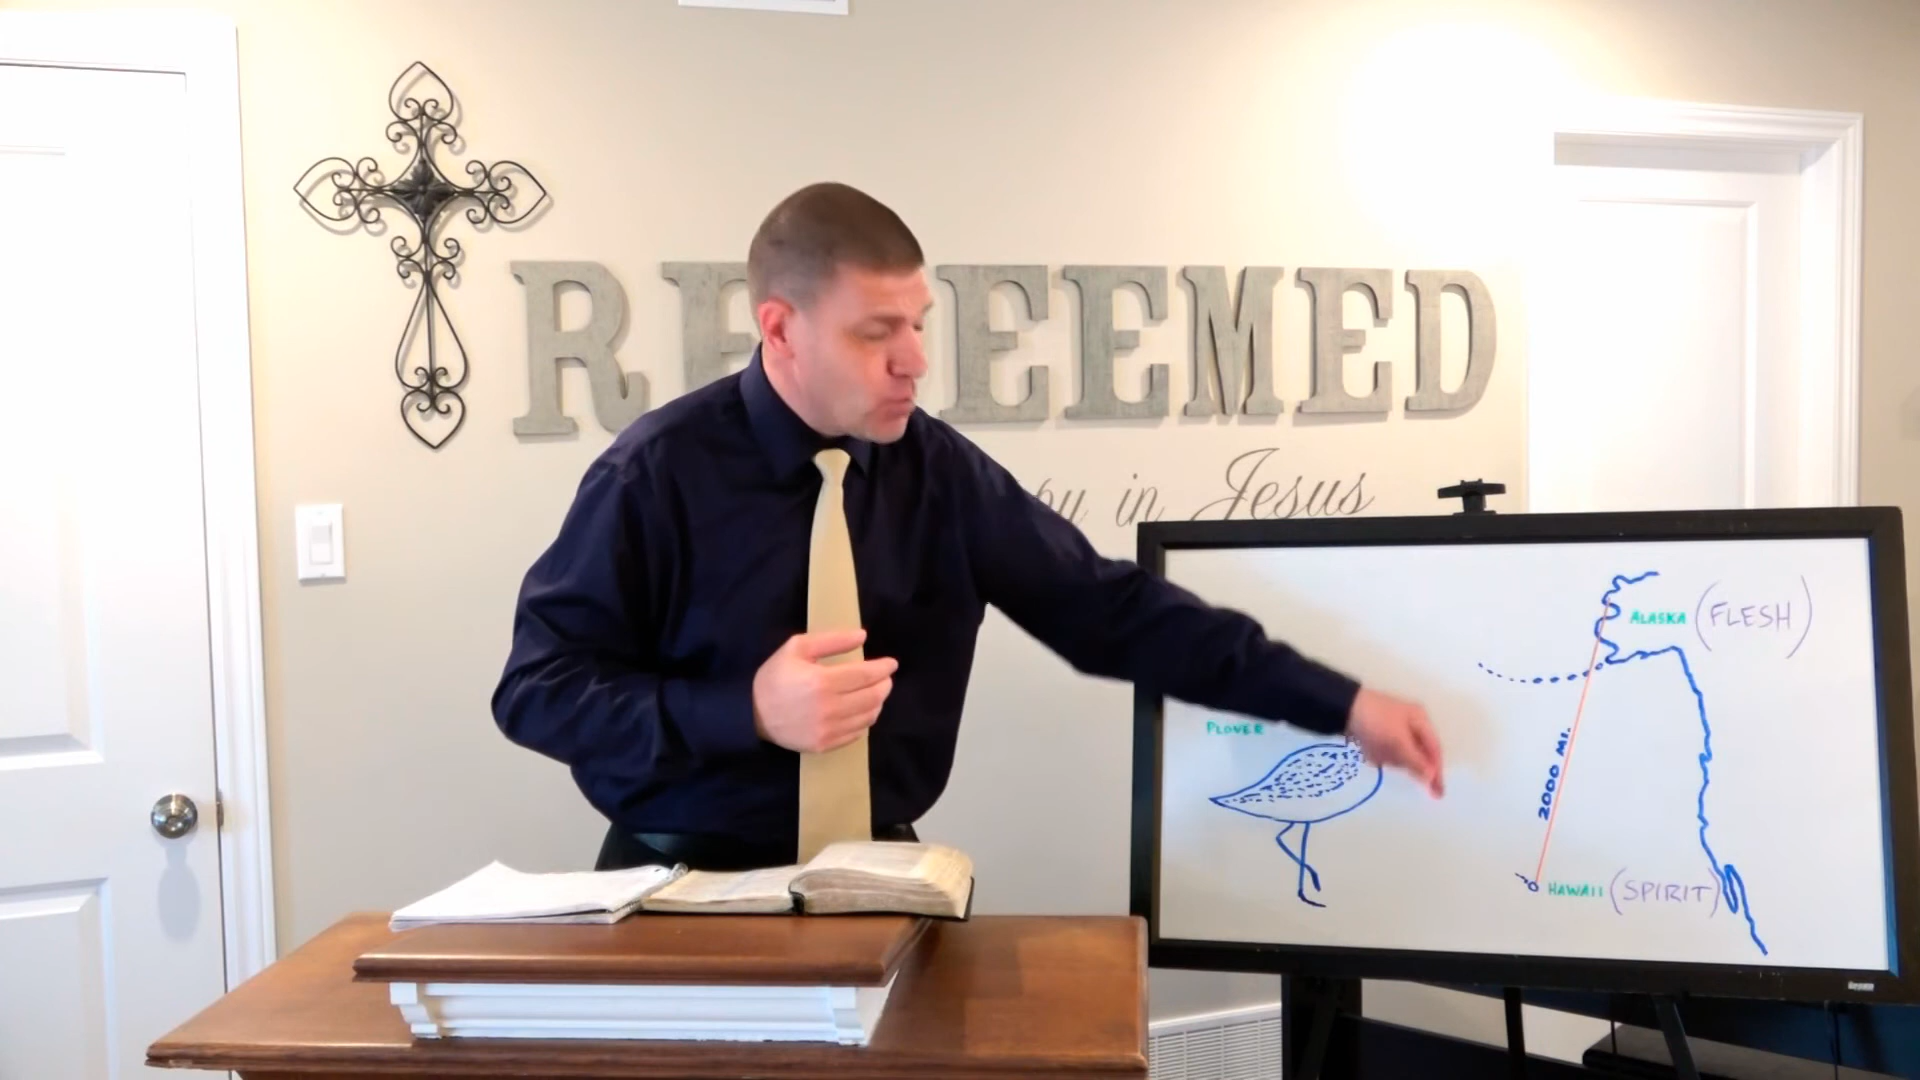 REDEEMED
in Jesus
ALASKA (FLESH)
PLOVER
2000 MI.
HAWAII (SPIRIT)